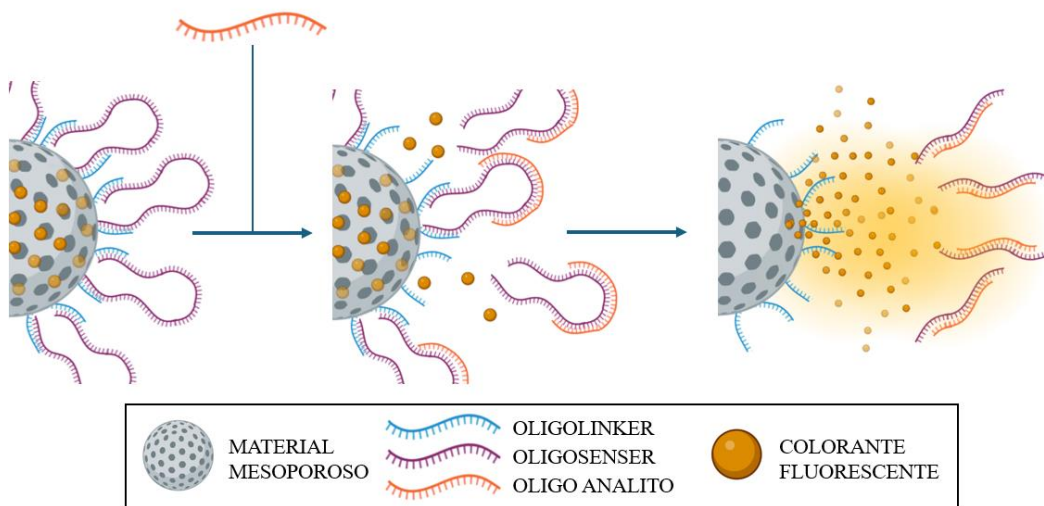 MATERIAL
MESOPOROSO
OLIGOLINKER
OLIGOSENSER
OLIGO ANALITO
COLORANTE
FLUORESCENTE